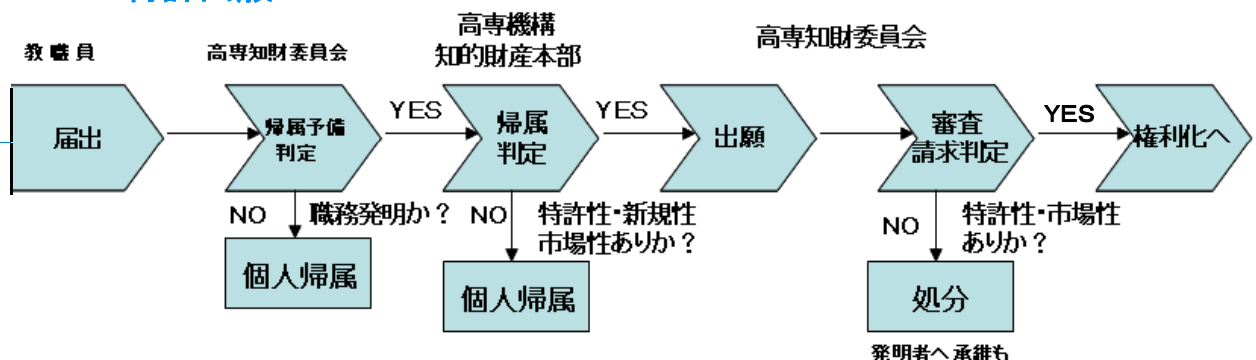 教職員
高専知財委員会
高専機構
知的財産本部
高専知財委員会
届出
帰属予備
判定
YES
帰属
判定
YES
出願
審査
請求判定
YES
権利化へ
NO
職務発明か？
NO
特許性・新規性
市場性ありか？
NO
特許性・市場性
ありか？
個人帰属
個人帰属
処分
発明者へ承継も